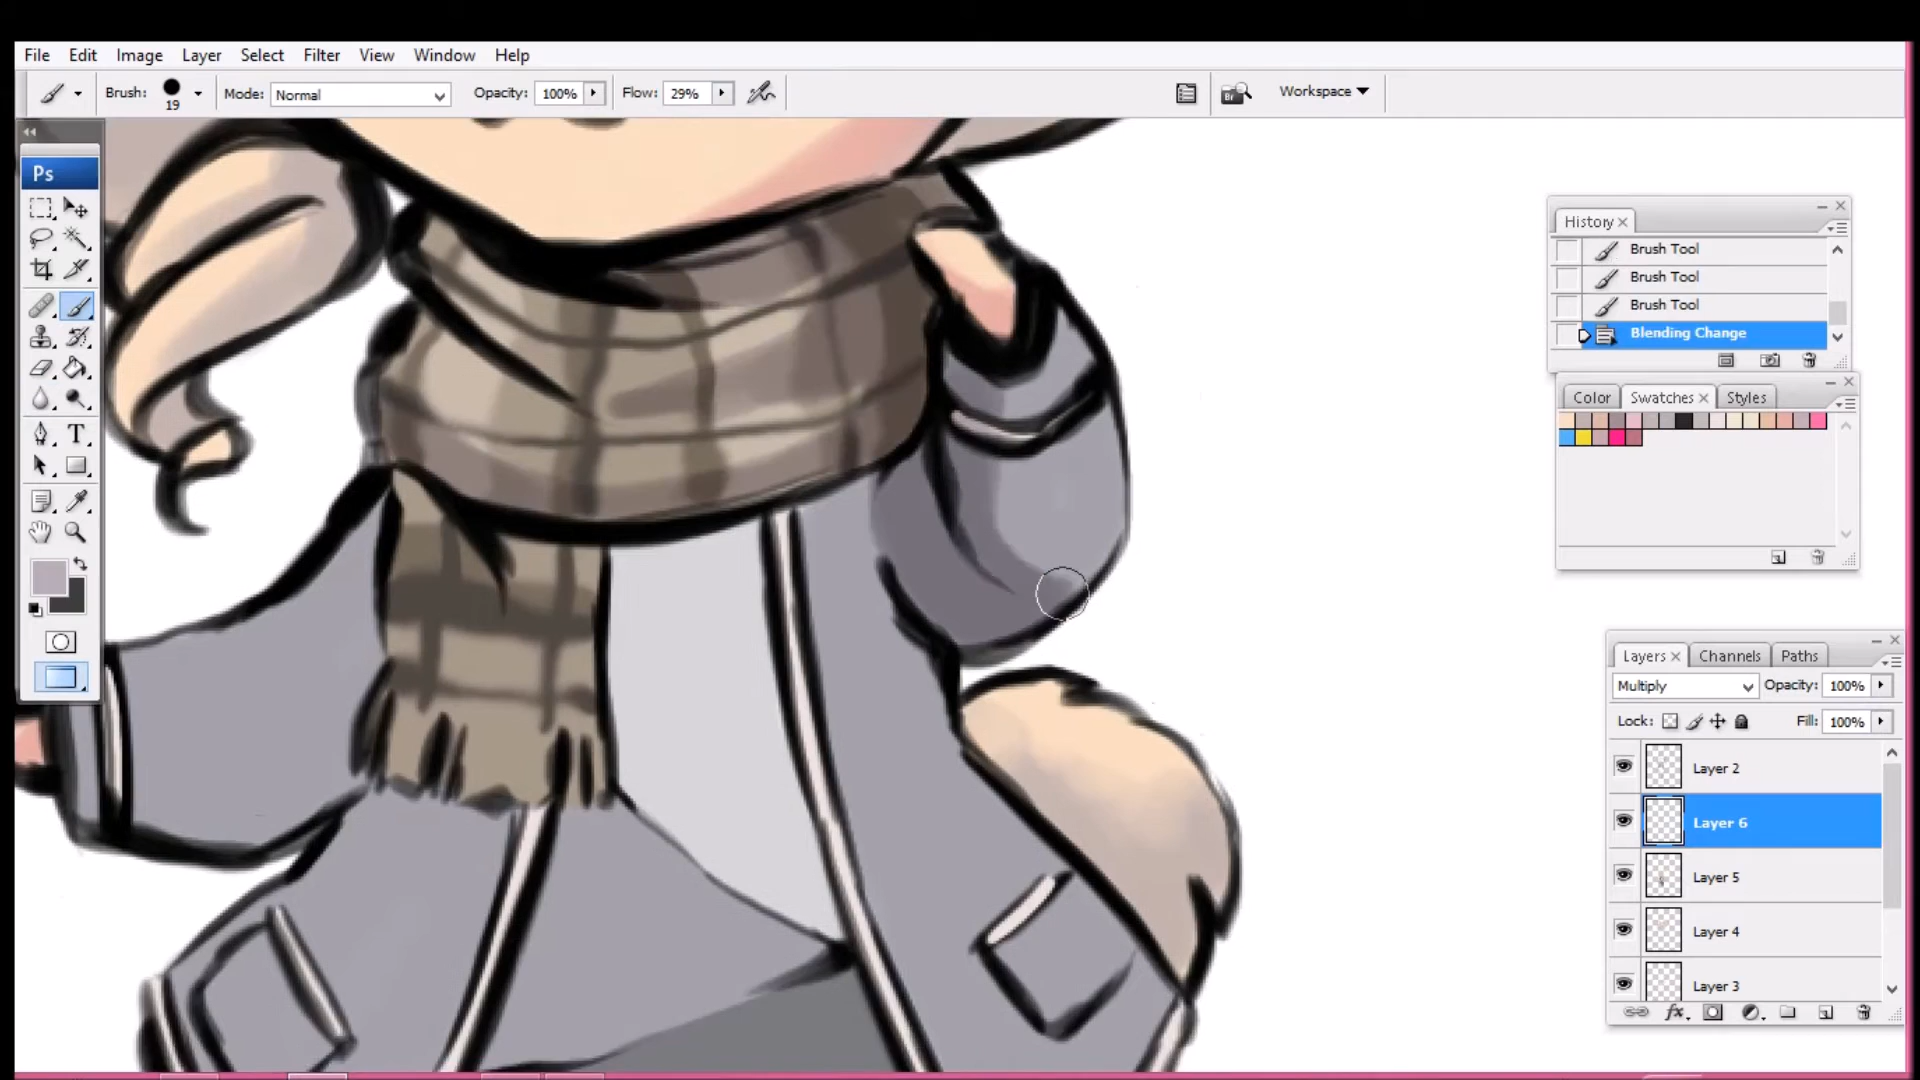 File Edit Image Layer Select Filter View Window Help
Brush: 19 Mode: Normal Opacity: 100% Flow: 29% Br Workspace
Ps
T
History
Brush Tool
Brush Tool
Brush Tool
Blending Change
Color Swatches Styles
Layers Channels Paths
Multiply Opacity: 100%
Lock: Fill: 100%
Layer 2
Layer 6
Layer 5
Layer 4
Layer 3
fx